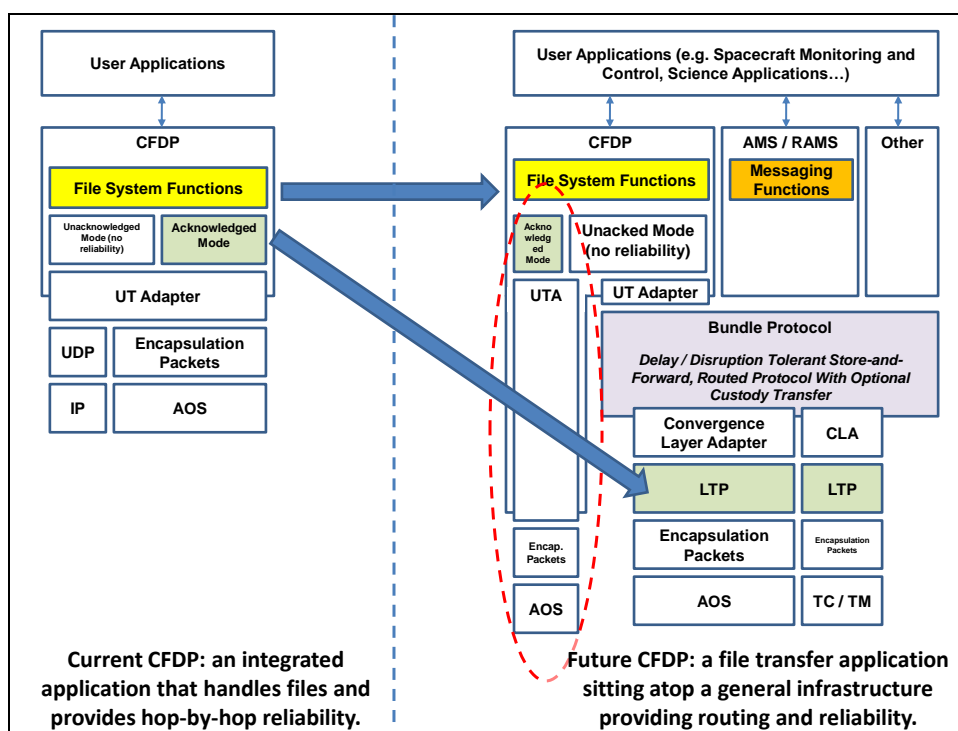 User Applications
CFDP
File System Functions
Unacknowledged
Mode (no
reliability)
Acknowledged
Mode
UT Adapter
UDP
Encapsulation
Packets
IP
AOS
Current CFDP: an integrated
application that handles files and
provides hop-by-hop reliability.
User Applications (e.g. Spacecraft Monitoring and
Control, Science Applications…)
CFDP
AMS / RAMS
Other
File System Functions
Messaging
Functions
Ackno
wledg
ed
Mode
Unacked Mode
(no reliability)
UTA
UT Adapter
Bundle Protocol
Delay / Disruption Tolerant Store-and-
Forward, Routed Protocol With Optional
Custody Transfer
Convergence
Layer Adapter
CLA
LTP
LTP
Encap.
Packets
Encapsulation
Packets
Encapsulation
Packets
AOS
AOS
TC / TM
Future CFDP: a file transfer application
sitting atop a general infrastructure
providing routing and reliability.